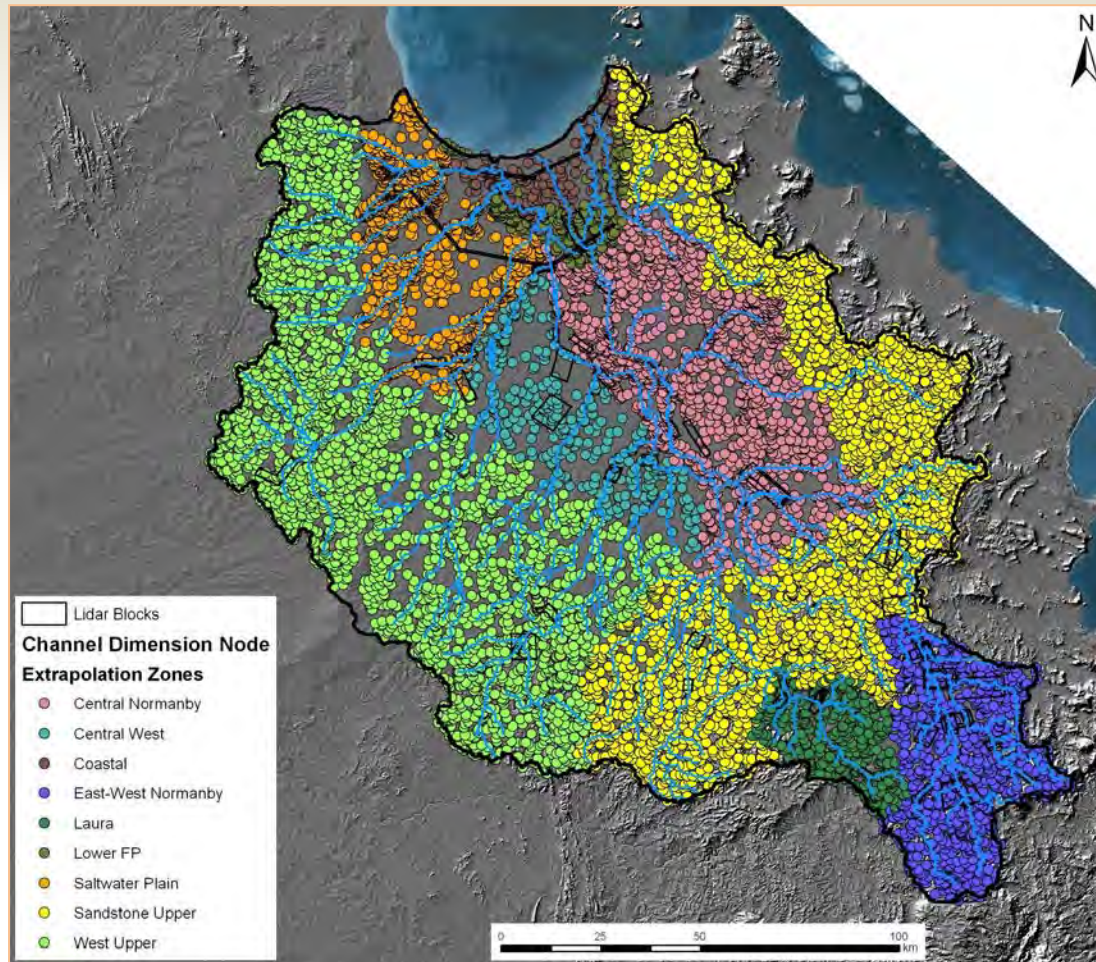 N
Lidar Blocks
Channel Dimension Node
Extrapolation Zones
Central Normanby
Central West
Coastal
East-West Normanby
Laura
Lower FP
Saltwater Plain
Sandstone Upper
West Upper
0 25 50 100
km